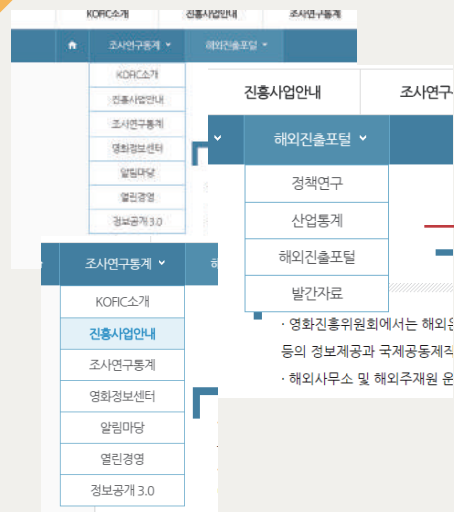 KOFIC소개 진흥사업안내 조사연구통계
조사연구통계 해외진출포털
KOFIC소개
진흥사업안내
조사연구통계
영화정보센터
알림마당
열린경영
정보공개 3.0
진흥사업안내 조사연구
해외진출포털
정책연구
산업통계
해외진출포털
발간자료
· 영화진흥위원회에서는 해외
등의 정보제공과 국제공동제작
· 해외사무소 및 해외주재원 운
조사연구통계
KOFIC소개
진흥사업안내
조사연구통계
영화정보센터
알림마당
열린경영
정보공개 3.0